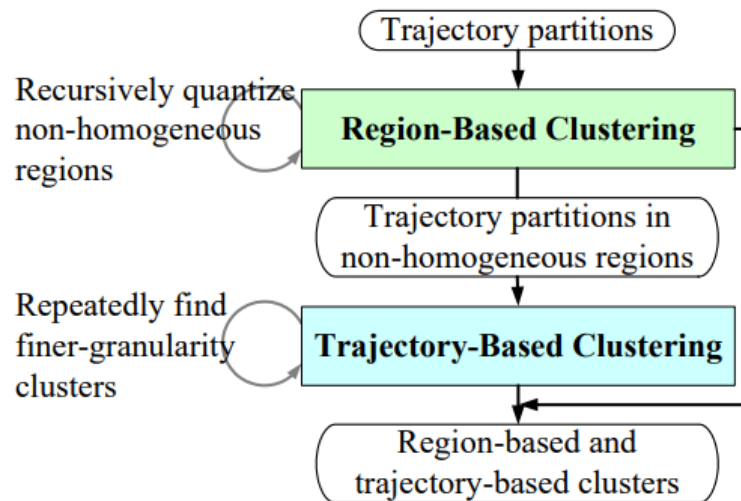 Trajectory partitions
Recursively quantize
non-homogeneous
regions
Region-Based Clustering
Trajectory partitions in
non-homogeneous regions
Repeatedly find
finer-granularity
clusters
Trajectory-Based Clustering
Region-based and
trajectory-based clusters